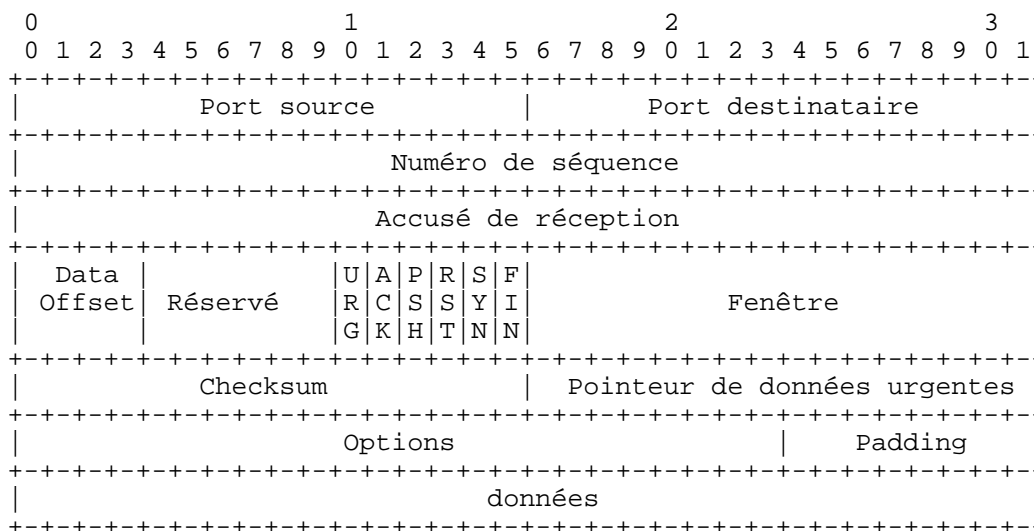 0                   1                   2                   3
0 1 2 3 4 5 6 7 8 9 0 1 2 3 4 5 6 7 8 9 0 1 2 3 4 5 6 7 8 9 0 1
+-+-+-+-+-+-+-+-+-+-+-+-+-+-+-+-+-+-+-+-+-+-+-+-+-+-+-+-+-+-+-+-
| Port source | Port destinataire
+-+-+-+-+-+-+-+-+-+-+-+-+-+-+-+-+-+-+-+-+-+-+-+-+-+-+-+-+-+-+-+-
| Numéro de séquence
+-+-+-+-+-+-+-+-+-+-+-+-+-+-+-+-+-+-+-+-+-+-+-+-+-+-+-+-+-+-+-+-
| Accusé de réception
+-+-+-+-+-+-+-+-+-+-+-+-+-+-+-+-+-+-+-+-+-+-+-+-+-+-+-+-+-+-+-+-
| Data | |U|A|P|R|S|F|
| Offset| Réservé |R|C|S|S|Y|I| Fenêtre
| | |G|K|H|T|N|N|
+-+-+-+-+-+-+-+-+-+-+-+-+-+-+-+-+-+-+-+-+-+-+-+-+-+-+-+-+-+-+-+-
| Checksum | Pointeur de données urgentes
+-+-+-+-+-+-+-+-+-+-+-+-+-+-+-+-+-+-+-+-+-+-+-+-+-+-+-+-+-+-+-+-
| Options | Padding
+-+-+-+-+-+-+-+-+-+-+-+-+-+-+-+-+-+-+-+-+-+-+-+-+-+-+-+-+-+-+-+-
| données
+-+-+-+-+-+-+-+-+-+-+-+-+-+-+-+-+-+-+-+-+-+-+-+-+-+-+-+-+-+-+-+-